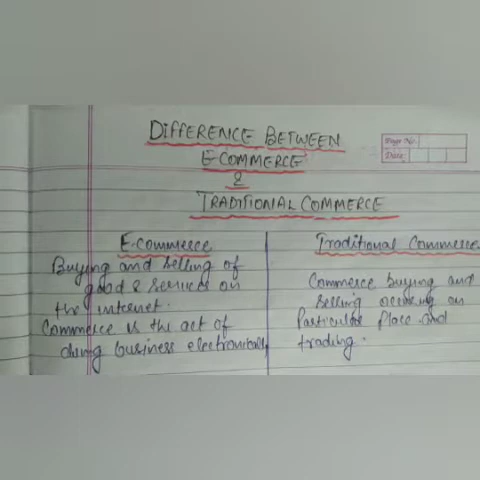 DIFFERENCE BETWEEN
E COMMERCE
&
TRADITIONAL COMMERCE
Page No.
Date
E-commerce
Buying and selling of
good & services on
the internet.
Commerce is the act of
doing business electronically
Traditional Commerce
Commerce buying and
selling occuring on
Particular Place and
trading.